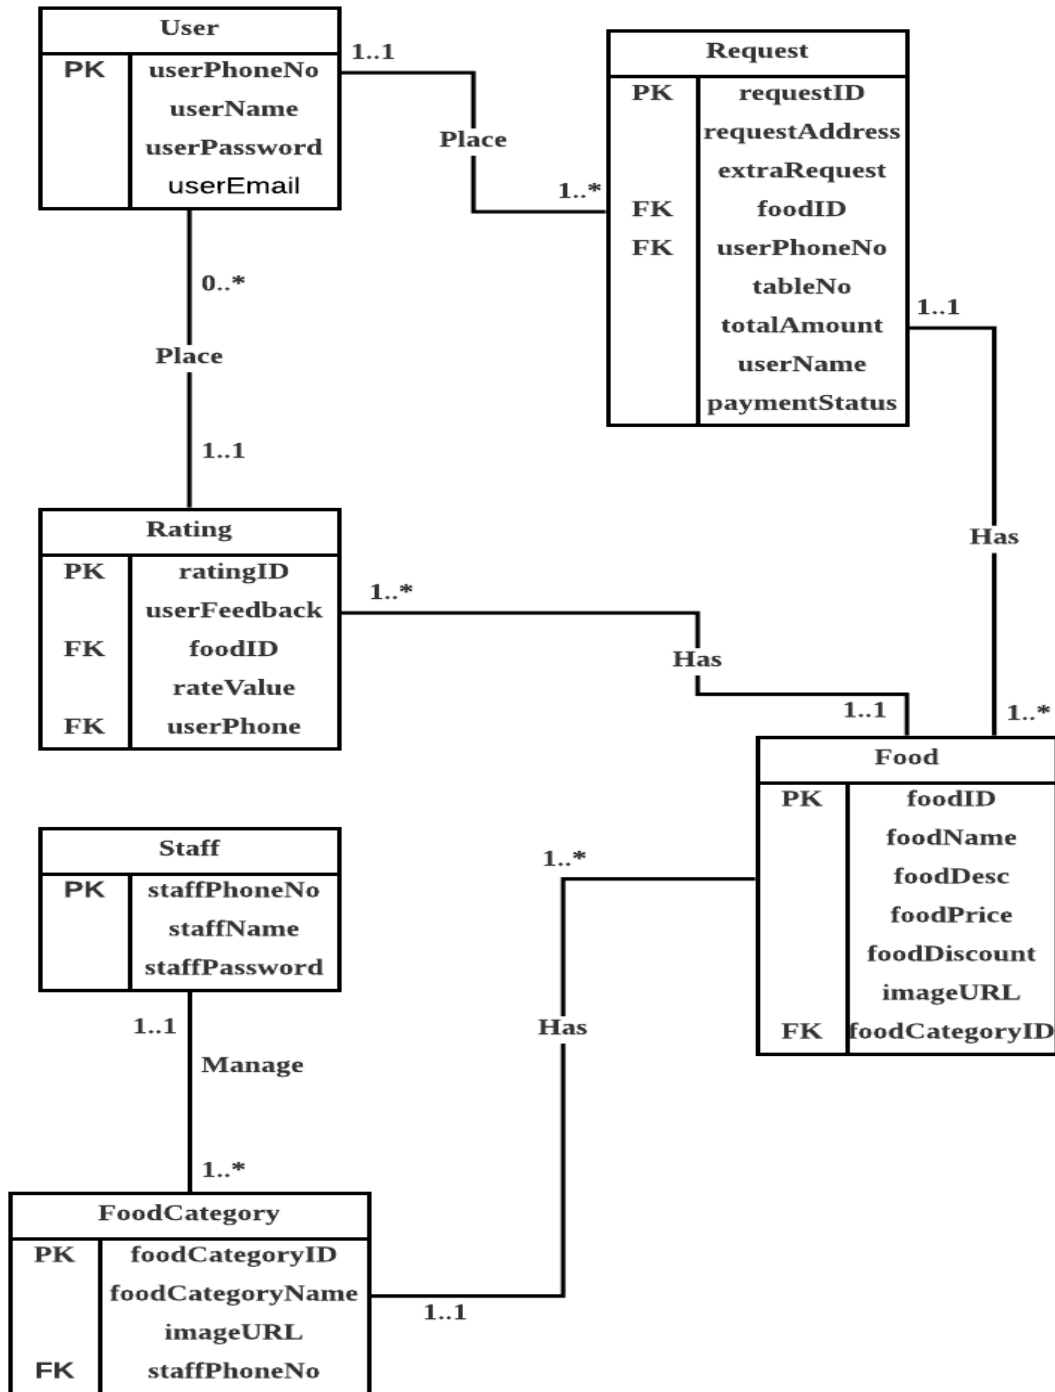 User
PK userPhoneNo
userName
userPassword
userEmail
1..1
Place
1..*
Request
PK requestID
requestAddress
extraRequest
FK foodID
FK userPhoneNo
tableNo
totalAmount
userName
paymentStatus
1..1
Has
1..*
0..*
Place
1..1
Rating
PK ratingID
userFeedback
FK foodID
rateValue
FK userPhone
1..*
Has
1..1
Food
PK foodID
foodName
foodDesc
foodPrice
foodDiscount
imageURL
FK foodCategoryID
Staff
PK staffPhoneNo
staffName
staffPassword
1..1
Manage
1..*
1..*
Has
1..1
FoodCategory
PK foodCategoryID
foodCategoryName
imageURL
FK staffPhoneNo